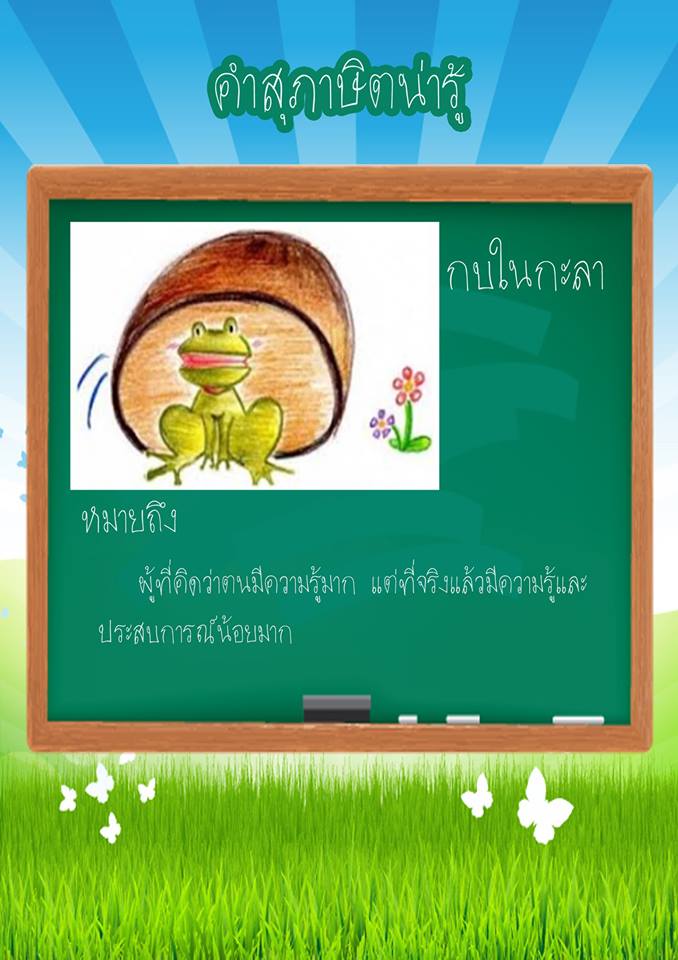 คำสุภาษิตน่ารู้
กบในกะลา
หมายถึง
ผู้ที่คิดว่าตนมีความรู้มาก แต่ที่จริงแล้วมีความรู้และ
ประสบการณ์น้อยมาก